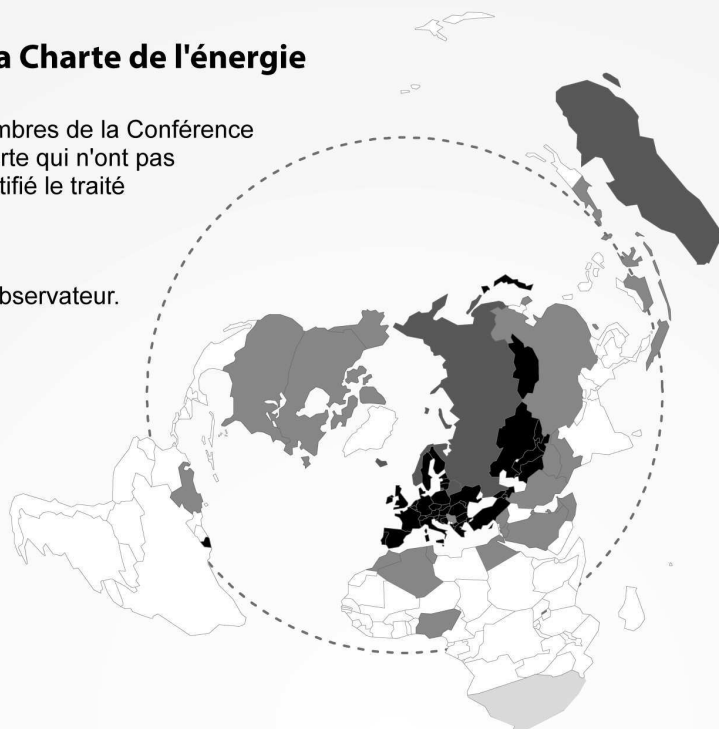 a Charte de l'énergie
mbres de la Conférence
rte qui n'ont pas
tifié le traité
bservateur.